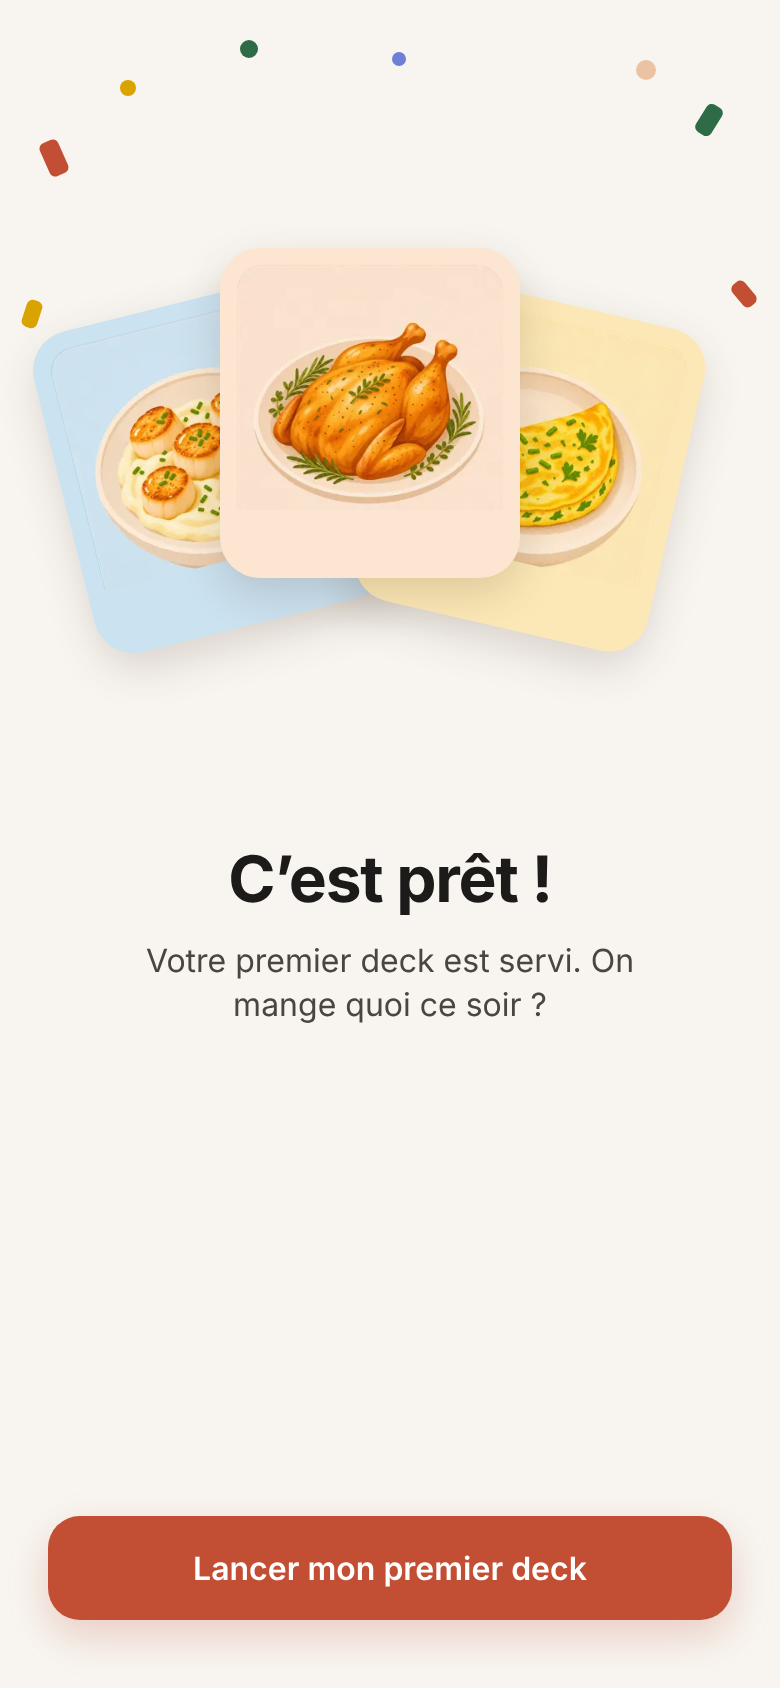 C’est prêt !
Votre premier deck est servi. On
mange quoi ce soir ?
Lancer mon premier deck